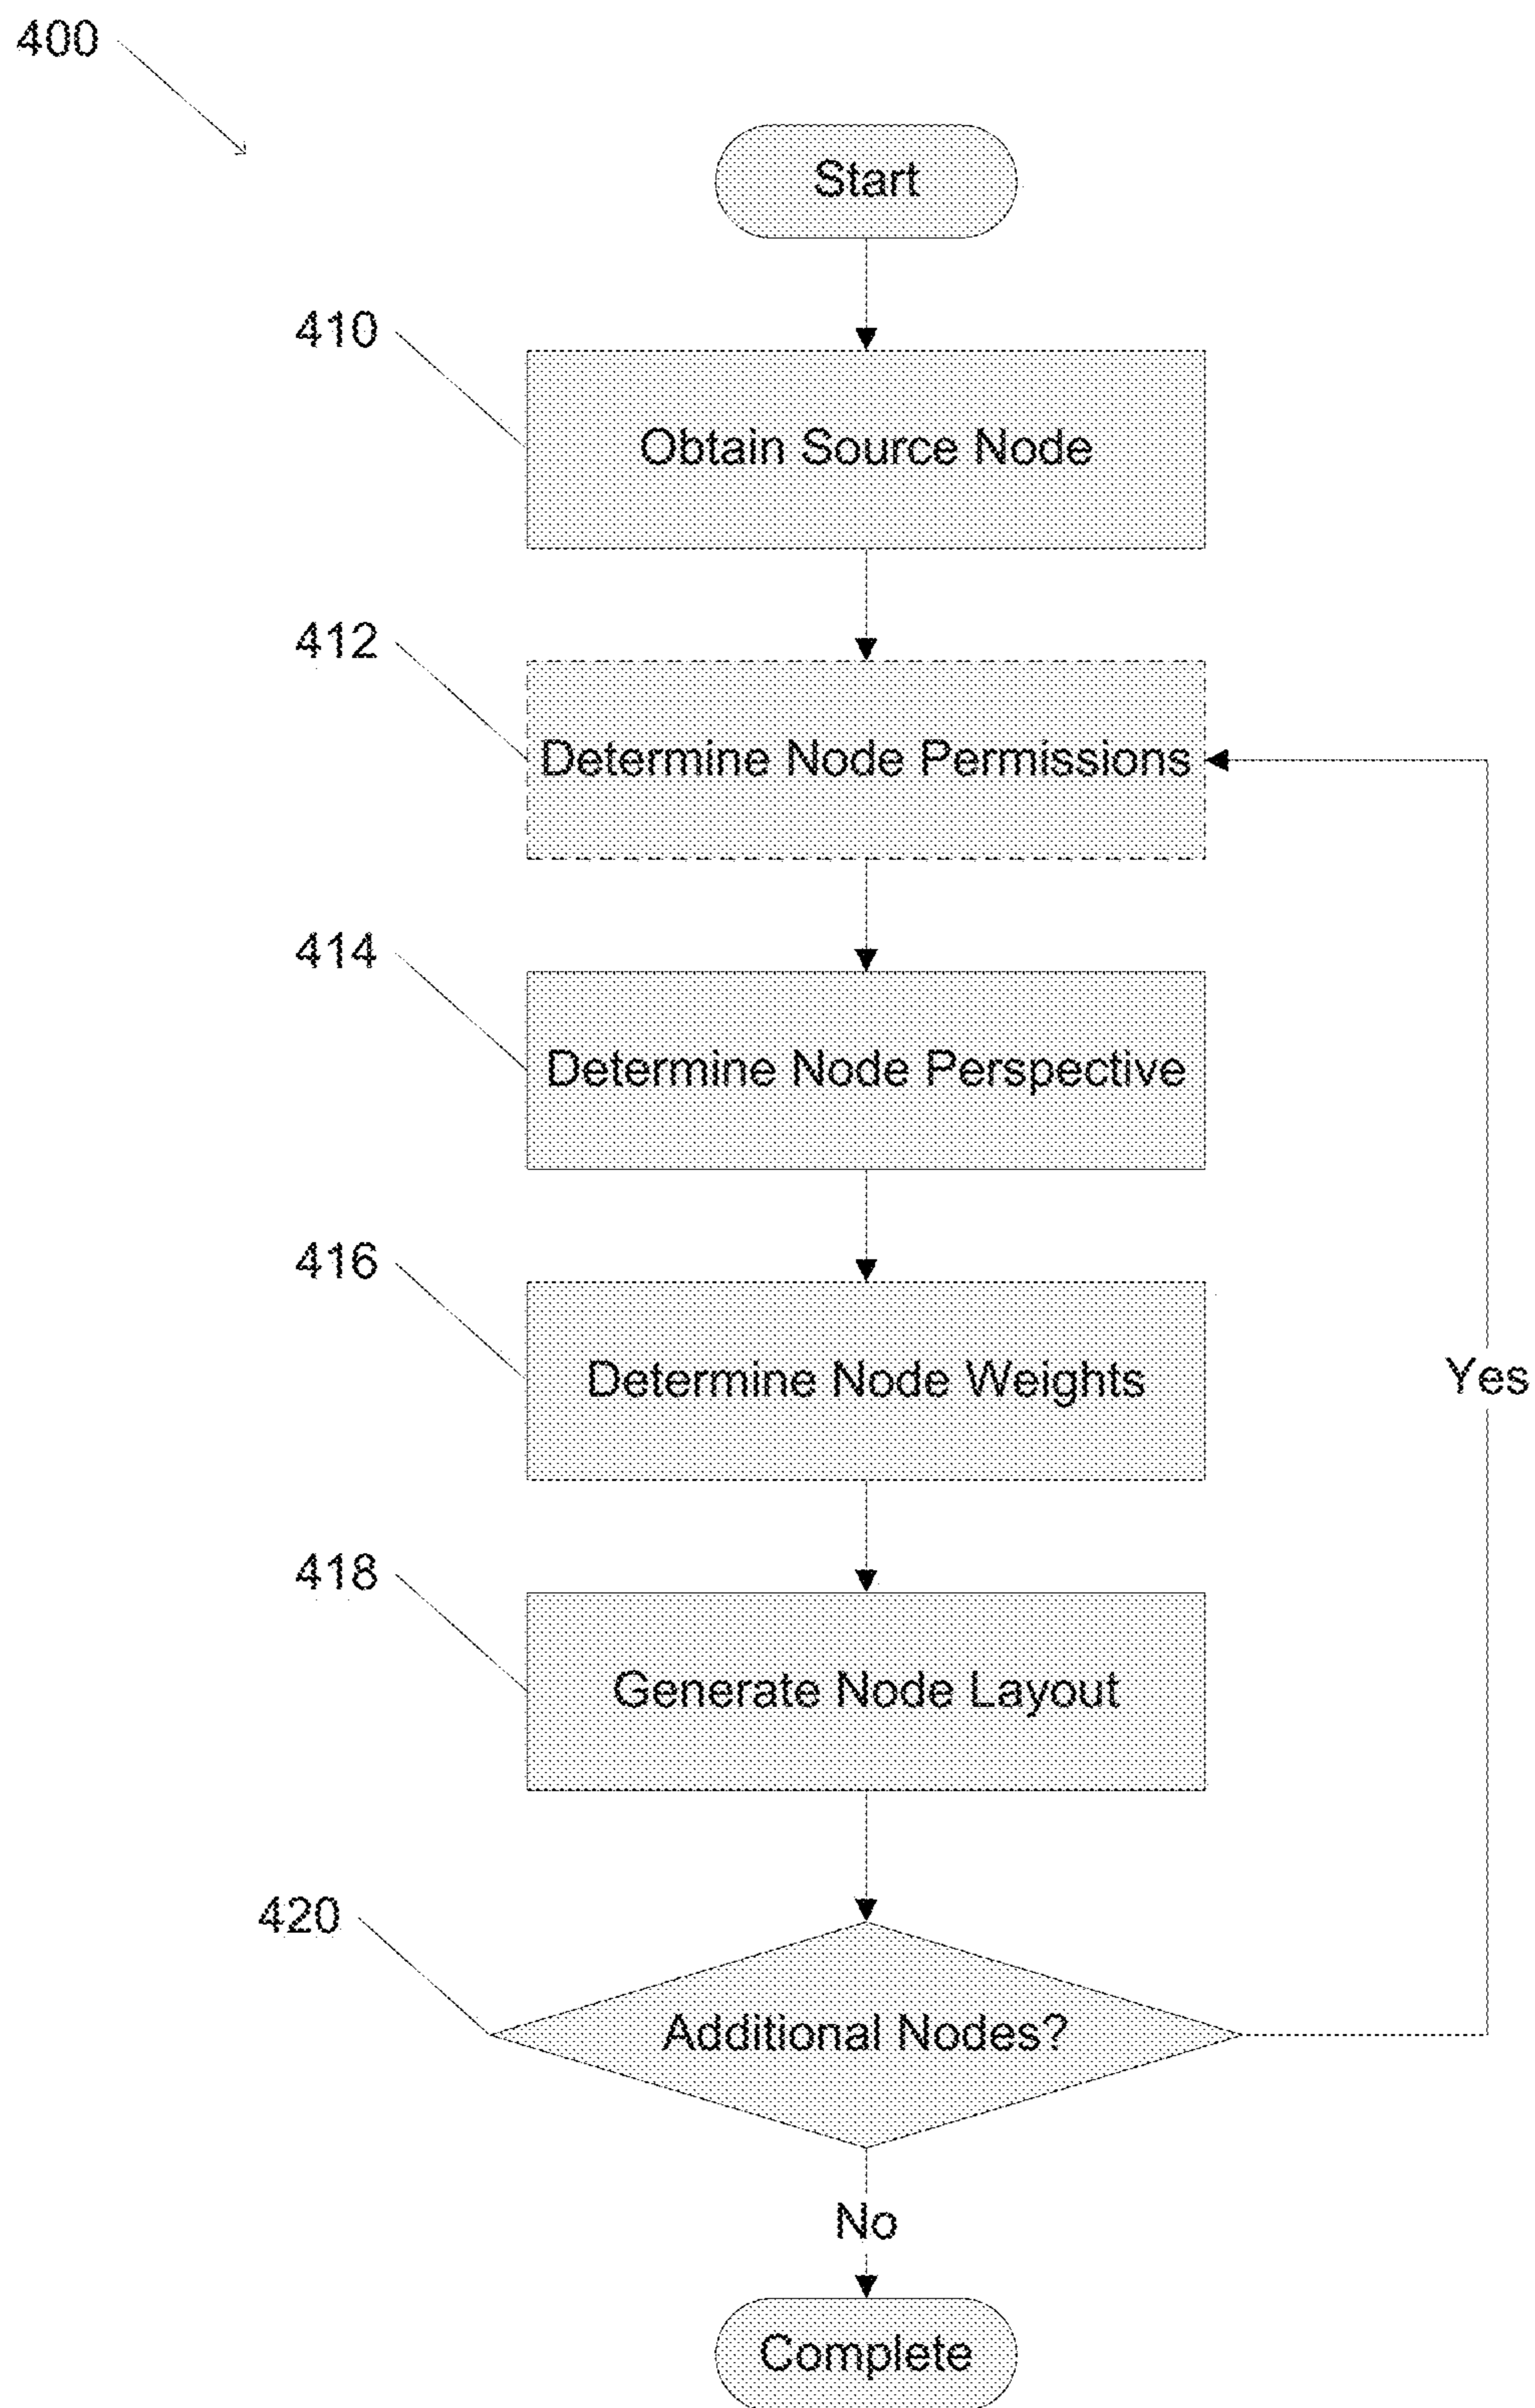 400
Start
410
Obtain Source Node
412
Determine Node Permissions
414
Determine Node Perspective
416
Determine Node Weights
Yes
418
Generate Node Layout
420
Additional Nodes?
No
Complete